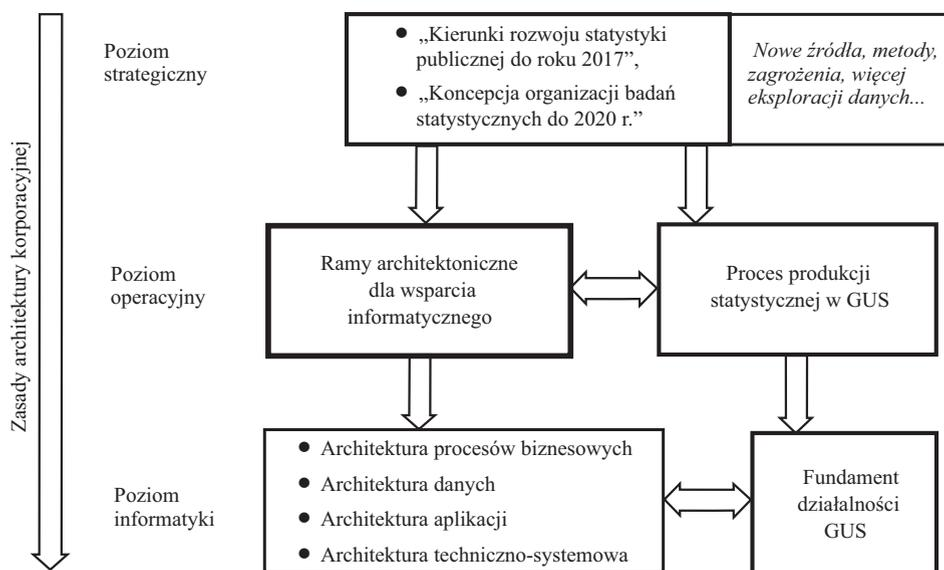 Zasady architektury korporacyjnej
Poziom
strategiczny
● „Kierunki rozwoju statystyki
publicznej do roku 2017”,
● „Koncepcja organizacji badań
statystycznych do 2020 r.”
Nowe źródła, metody,
zagrożenia, więcej
eksploracji danych...
Poziom
operacyjny
Ramy architektoniczne
dla wsparcia
informatycznego
Proces produkcji
statystycznej w GUS
Poziom
informatyki
● Architektura procesów biznesowych
● Architektura danych
● Architektura aplikacji
● Architektura techniczno-systemowa
Fundament
działalności
GUS